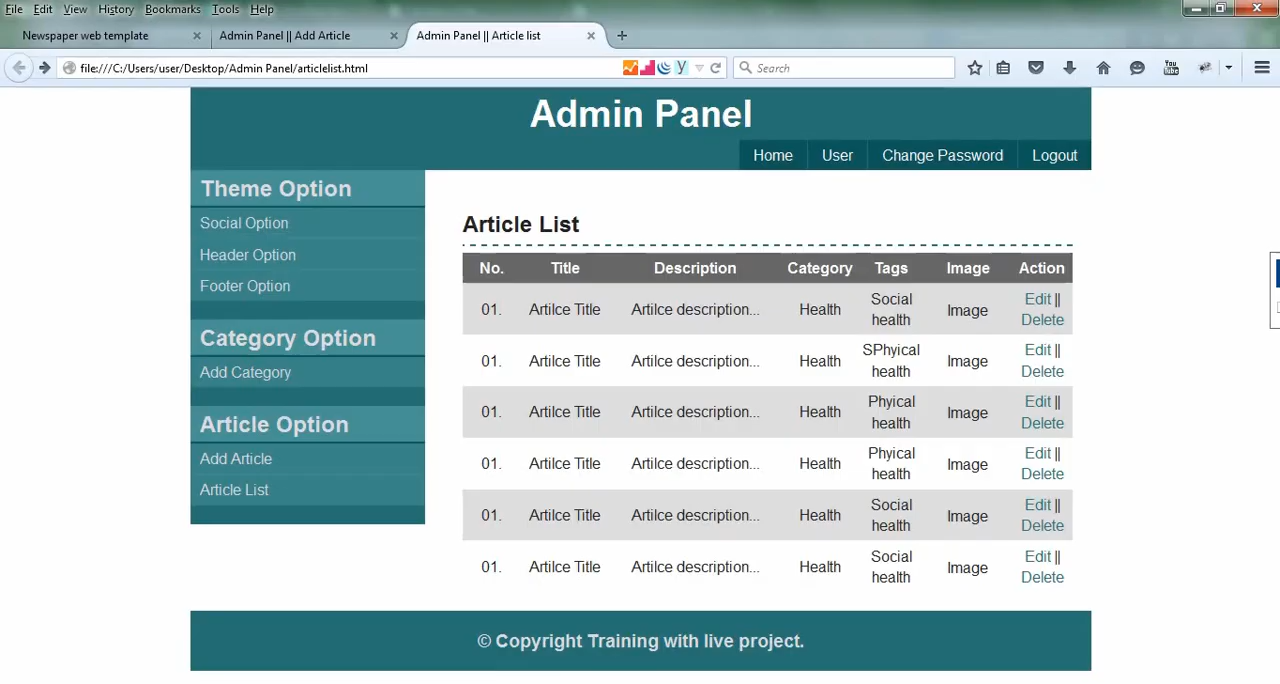 File Edit View History Bookmarks Tools Help
Newspaper web template Admin Panel || Add Article Admin Panel || Article list
file:///C:/Users/user/Desktop/Admin Panel/articlelist.html Search
Admin Panel
Home User Change Password Logout
Theme Option
Social Option
Header Option
Footer Option
Category Option
Add Category
Article Option
Add Article
Article List
Article List
No. Title Description Category Tags Image Action
01. Artilce Title Artilce description... Health Social health Image Edit || Delete
01. Artilce Title Artilce description... Health SPhyical health Image Edit || Delete
01. Artilce Title Artilce description... Health Phyical health Image Edit || Delete
01. Artilce Title Artilce description... Health Phyical health Image Edit || Delete
01. Artilce Title Artilce description... Health Social health Image Edit || Delete
01. Artilce Title Artilce description... Health Social health Image Edit || Delete
© Copyright Training with live project.